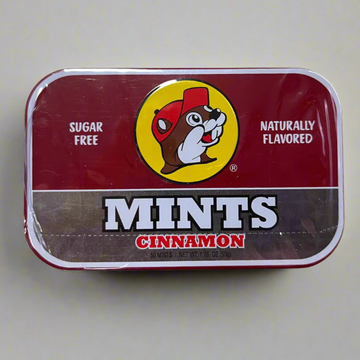 SUGAR
FREE
NATURALLY
FLAVORED
®
MINTS
CINNAMON